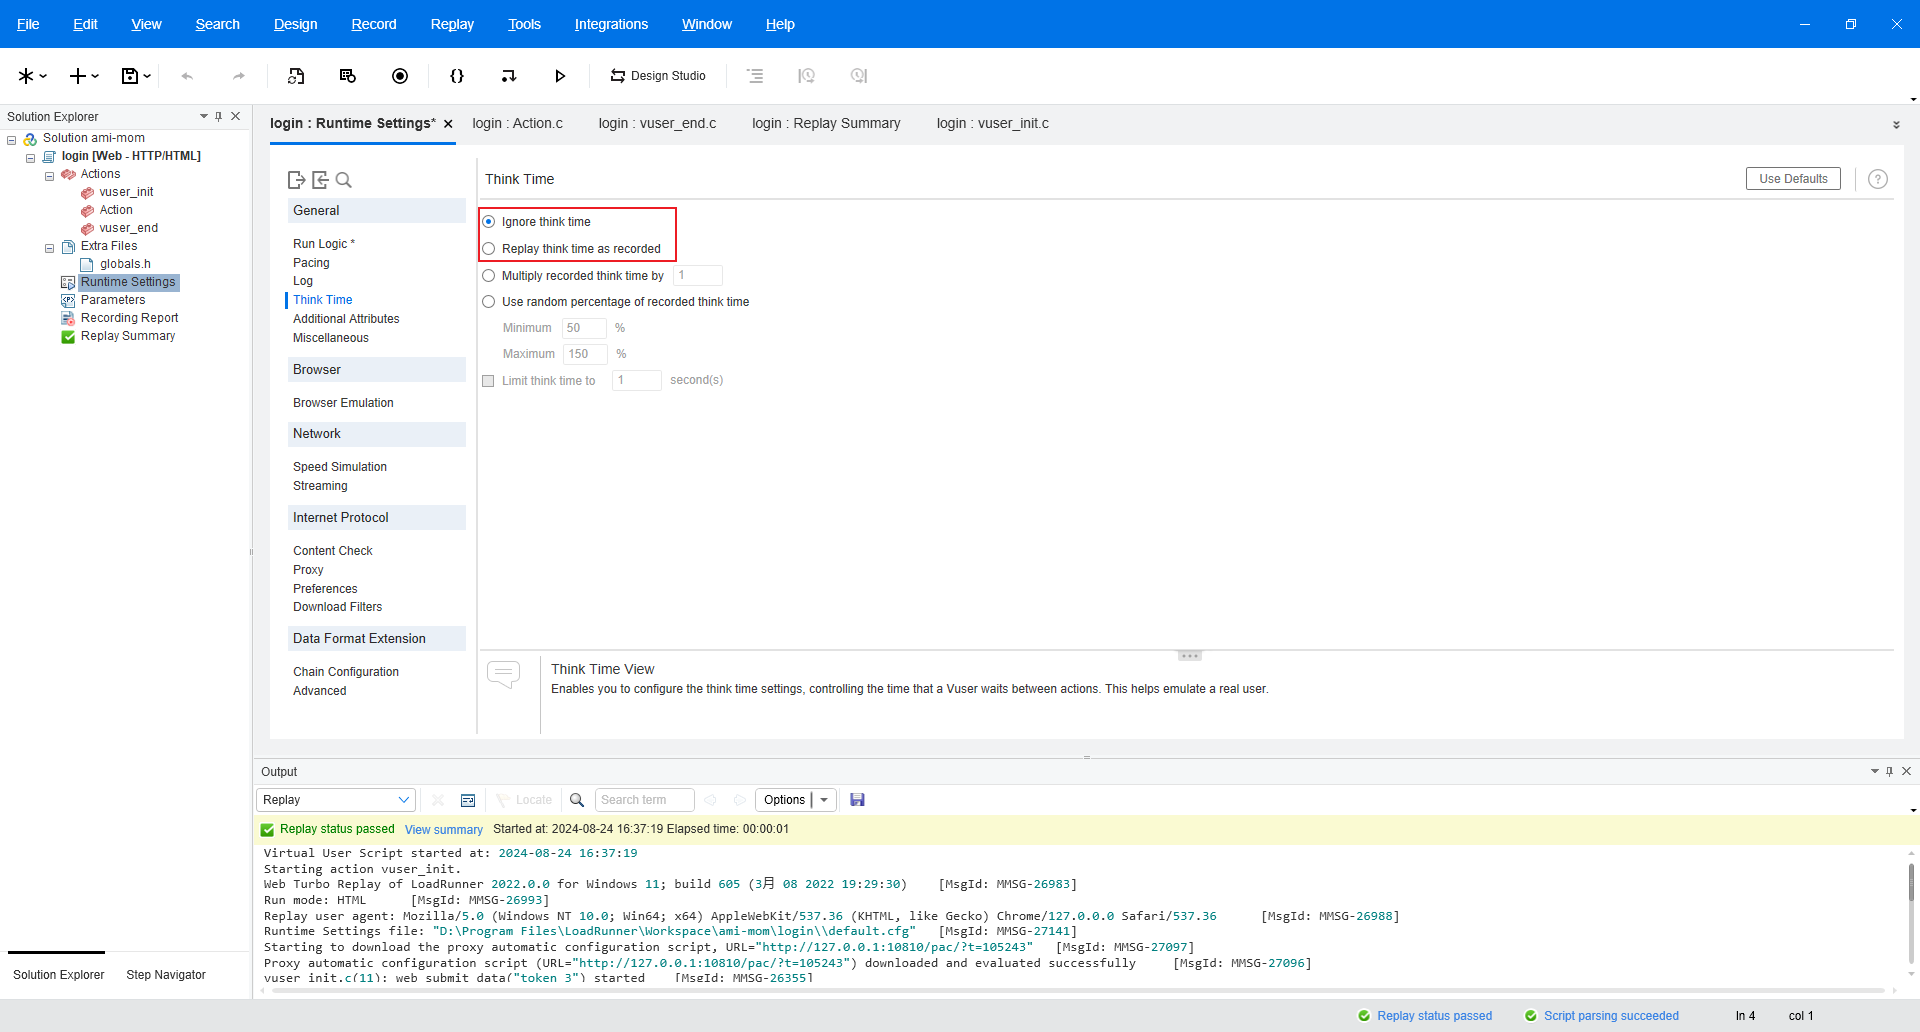 File Edit View Search Design Record Replay Tools Integrations Window Help
Design Studio
Solution Explorer
Solution ami-mom
login [Web - HTTP/HTML]
Actions
vuser_init
Action
vuser_end
Extra Files
globals.h
Runtime Settings
Parameters
Recording Report
Replay Summary
Solution Explorer Step Navigator
login : Runtime Settings* login : Action.c login : vuser_end.c login : Replay Summary login : vuser_init.c
General
Run Logic *
Pacing
Log
Think Time
Additional Attributes
Miscellaneous
Browser
Browser Emulation
Network
Speed Simulation
Streaming
Internet Protocol
Content Check
Proxy
Preferences
Download Filters
Data Format Extension
Chain Configuration
Advanced
Think Time Use Defaults ?
Ignore think time
Replay think time as recorded
Multiply recorded think time by 1
Use random percentage of recorded think time
Minimum 50 %
Maximum 150 %
Limit think time to 1 second(s)
Think Time View
Enables you to configure the think time settings, controlling the time that a Vuser waits between actions. This helps emulate a real user.
Output
Replay Locate Search term Options
Replay status passed View summary Started at: 2024-08-24 16:37:19 Elapsed time: 00:00:01
Virtual User Script started at: 2024-08-24 16:37:19
Starting action vuser_init.
Web Turbo Replay of LoadRunner 2022.0.0 for Windows 11; build 605 (3月 08 2022 19:29:30) [MsgId: MMSG-26983]
Run mode: HTML [MsgId: MMSG-26993]
Replay user agent: Mozilla/5.0 (Windows NT 10.0; Win64; x64) AppleWebKit/537.36 (KHTML, like Gecko) Chrome/127.0.0.0 Safari/537.36 [MsgId: MMSG-26988]
Runtime Settings file: "D:\Program Files\LoadRunner\Workspace\ami-mom\login\\default.cfg" [MsgId: MMSG-27141]
Starting to download the proxy automatic configuration script, URL="http://127.0.0.1:10810/pac/?t=105243" [MsgId: MMSG-27097]
Proxy automatic configuration script (URL="http://127.0.0.1:10810/pac/?t=105243") downloaded and evaluated successfully [MsgId: MMSG-27096]
vuser_init.c(11): web_submit_data("token_3") started [MsgId: MMSG-26355]
Replay status passed Script parsing succeeded ln 4 col 1